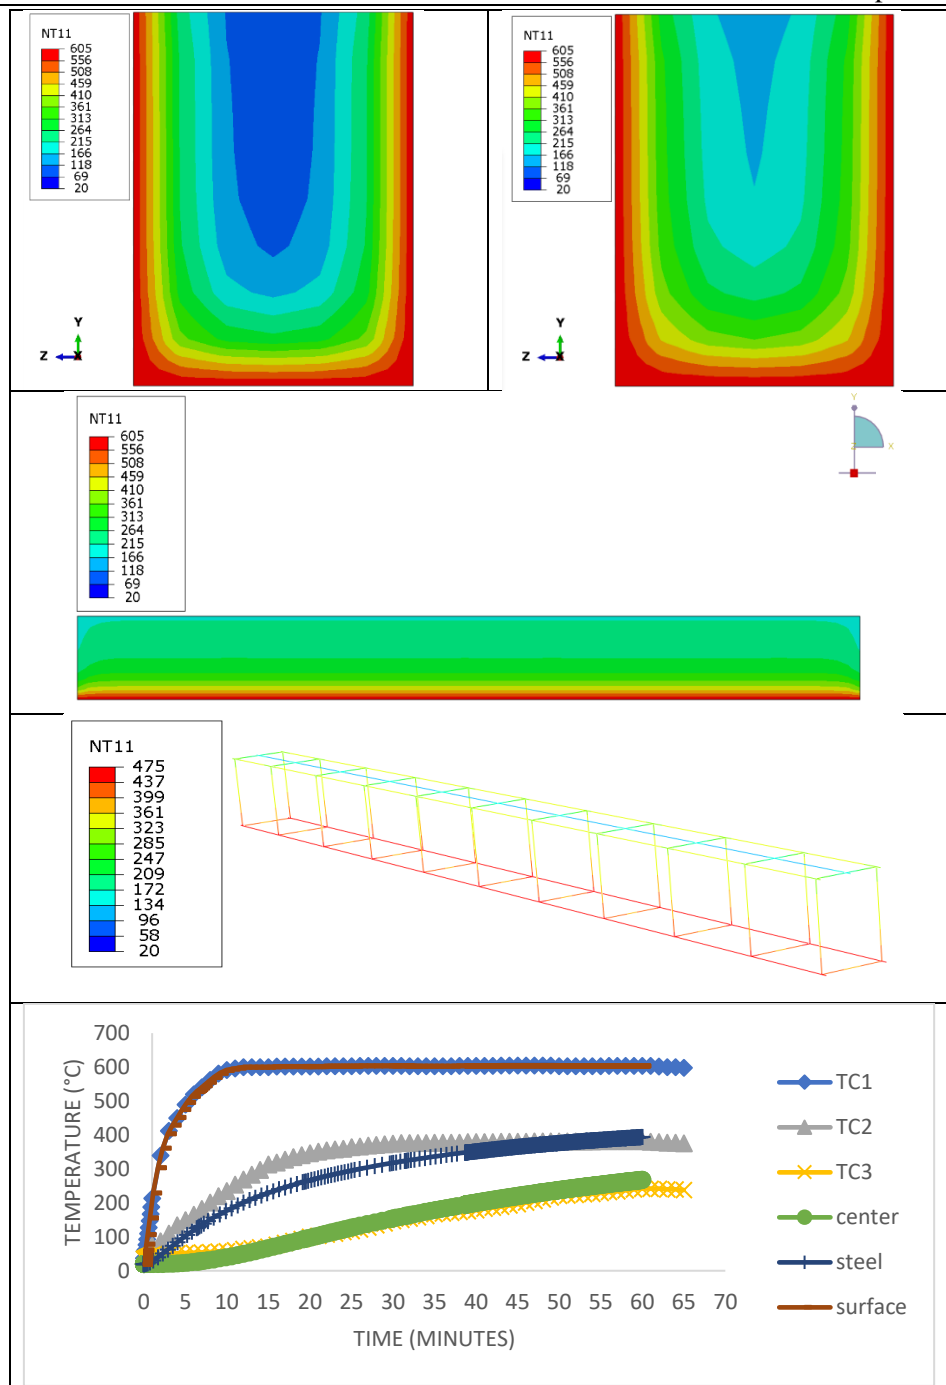 NT11
605
556
508
459
410
361
313
264
215
166
118
69
20
Y
Z
X
NT11
605
556
508
459
410
361
313
264
215
166
118
69
20
Y
Z
X
NT11
605
556
508
459
410
361
313
264
215
166
118
69
20
Y
Z
X
NT11
475
437
399
361
323
285
247
209
172
134
96
58
20
700
600
500
400
300
200
100
0
TEMPERATURE (°C)
0 5 10 15 20 25 30 35 40 45 50 55 60 65 70
TIME (MINUTES)
TC1
TC2
TC3
center
steel
surface